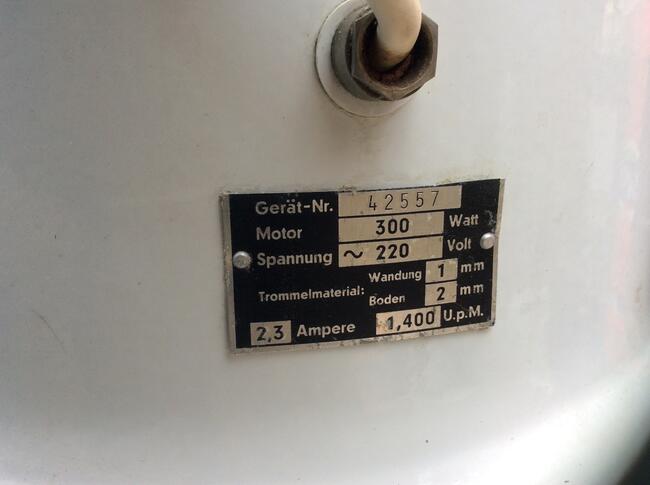 Gerät-Nr. 42557
Motor 300 Watt
Spannung ~ 220 Volt
Trommelmaterial: Wandung 1 mm
Boden 2 mm
2,3 Ampere 1,400 U.p.M.